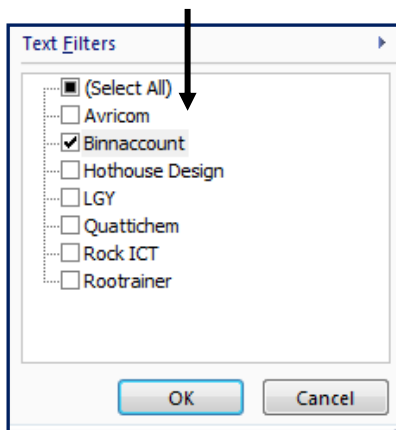 Text Filters
(Select All)
Avricom
Binnaccount
Hothouse Design
LGY
Quattichem
Rock ICT
Rootrainer
OK Cancel